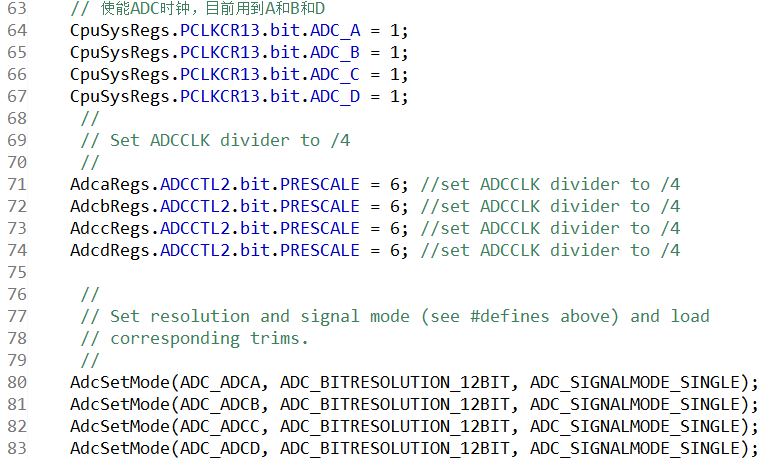 63 // 使能ADC时钟，目前用到A和B和D
64 CpuSysRegs.PCLKCR13.bit.ADC_A = 1;
65 CpuSysRegs.PCLKCR13.bit.ADC_B = 1;
66 CpuSysRegs.PCLKCR13.bit.ADC_C = 1;
67 CpuSysRegs.PCLKCR13.bit.ADC_D = 1;
68 //
69 // Set ADCCLK divider to /4
70 //
71 AdcaRegs.ADCCTL2.bit.PRESCALE = 6; //set ADCCLK divider to /4
72 AdcbRegs.ADCCTL2.bit.PRESCALE = 6; //set ADCCLK divider to /4
73 AdccRegs.ADCCTL2.bit.PRESCALE = 6; //set ADCCLK divider to /4
74 AdcdRegs.ADCCTL2.bit.PRESCALE = 6; //set ADCCLK divider to /4
75
76 //
77 // Set resolution and signal mode (see #defines above) and load
78 // corresponding trims.
79 //
80 AdcSetMode(ADC_ADCA, ADC_BITRESOLUTION_12BIT, ADC_SIGNALMODE_SINGLE);
81 AdcSetMode(ADC_ADCB, ADC_BITRESOLUTION_12BIT, ADC_SIGNALMODE_SINGLE);
82 AdcSetMode(ADC_ADCC, ADC_BITRESOLUTION_12BIT, ADC_SIGNALMODE_SINGLE);
83 AdcSetMode(ADC_ADCD, ADC_BITRESOLUTION_12BIT, ADC_SIGNALMODE_SINGLE);